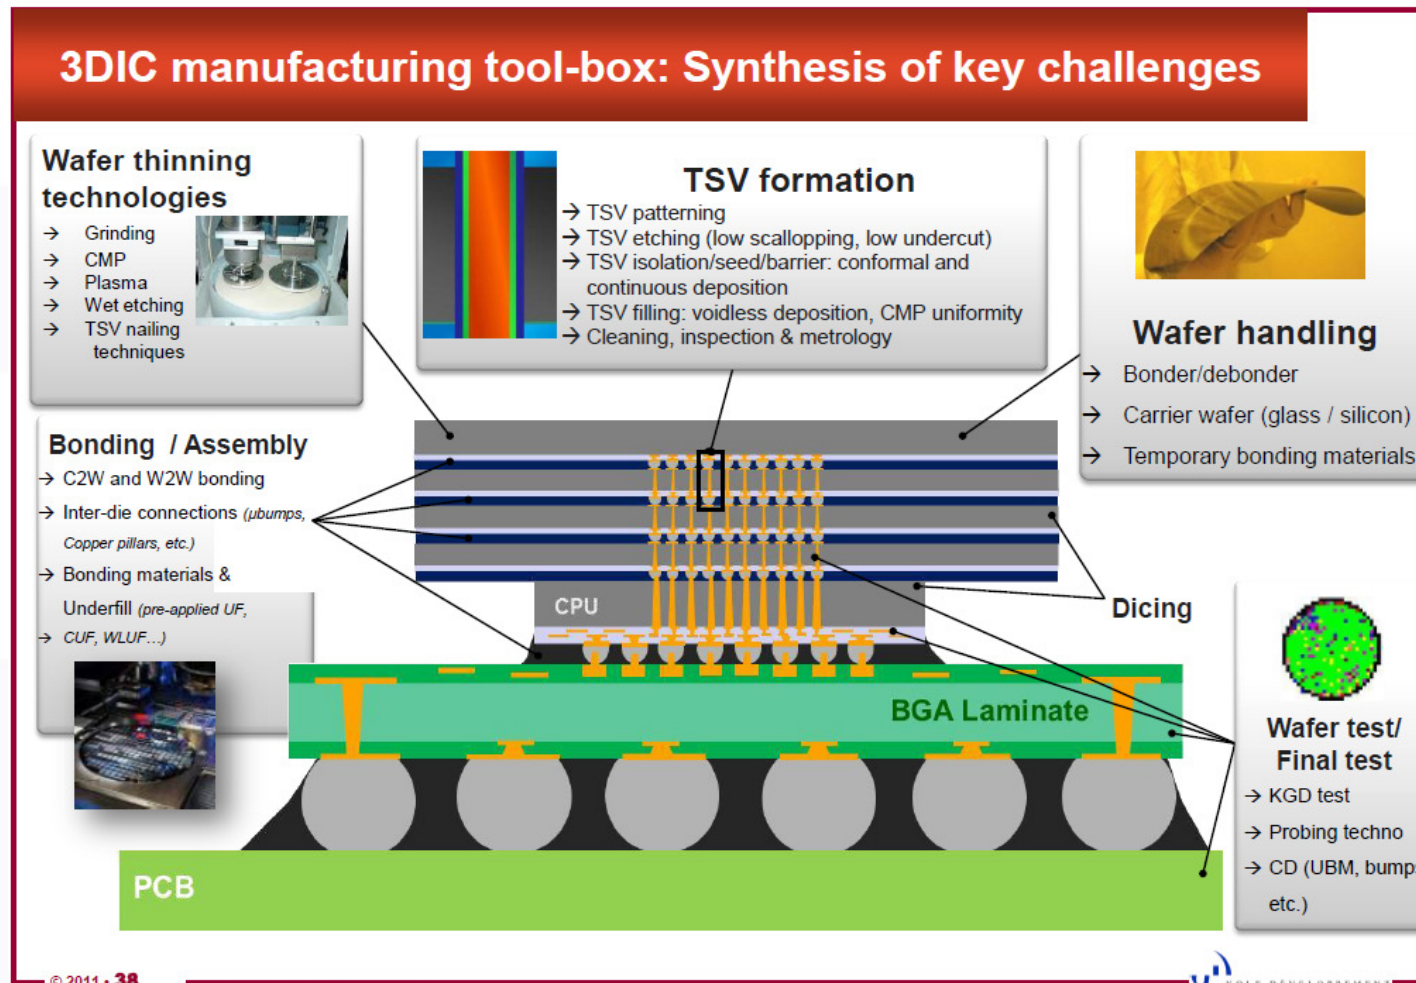 3DIC manufacturing tool-box: Synthesis of key challenges
Wafer thinning
technologies
→ Grinding
→ CMP
→ Plasma
→ Wet etching
→ TSV nailing
techniques
TSV formation
→ TSV patterning
→ TSV etching (low scallopping, low undercut)
→ TSV isolation/seed/barrier: conformal and
continuous deposition
→ TSV filling: voidless deposition, CMP uniformity
→ Cleaning, inspection & metrology
Wafer handling
→ Bonder/debonder
→ Carrier wafer (glass / silicon)
→ Temporary bonding materials
Bonding / Assembly
→ C2W and W2W bonding
→ Inter-die connections (µbumps,
Copper pillars, etc.)
→ Bonding materials &
Underfill (pre-applied UF,
→ CUF, WLUF…)
CPU
Dicing
BGA Laminate
Wafer test/
Final test
→ KGD test
→ Probing techno
→ CD (UBM, bumps
etc.)
PCB
© 2011 • 38
YOLE DÉVELOPPEMENT